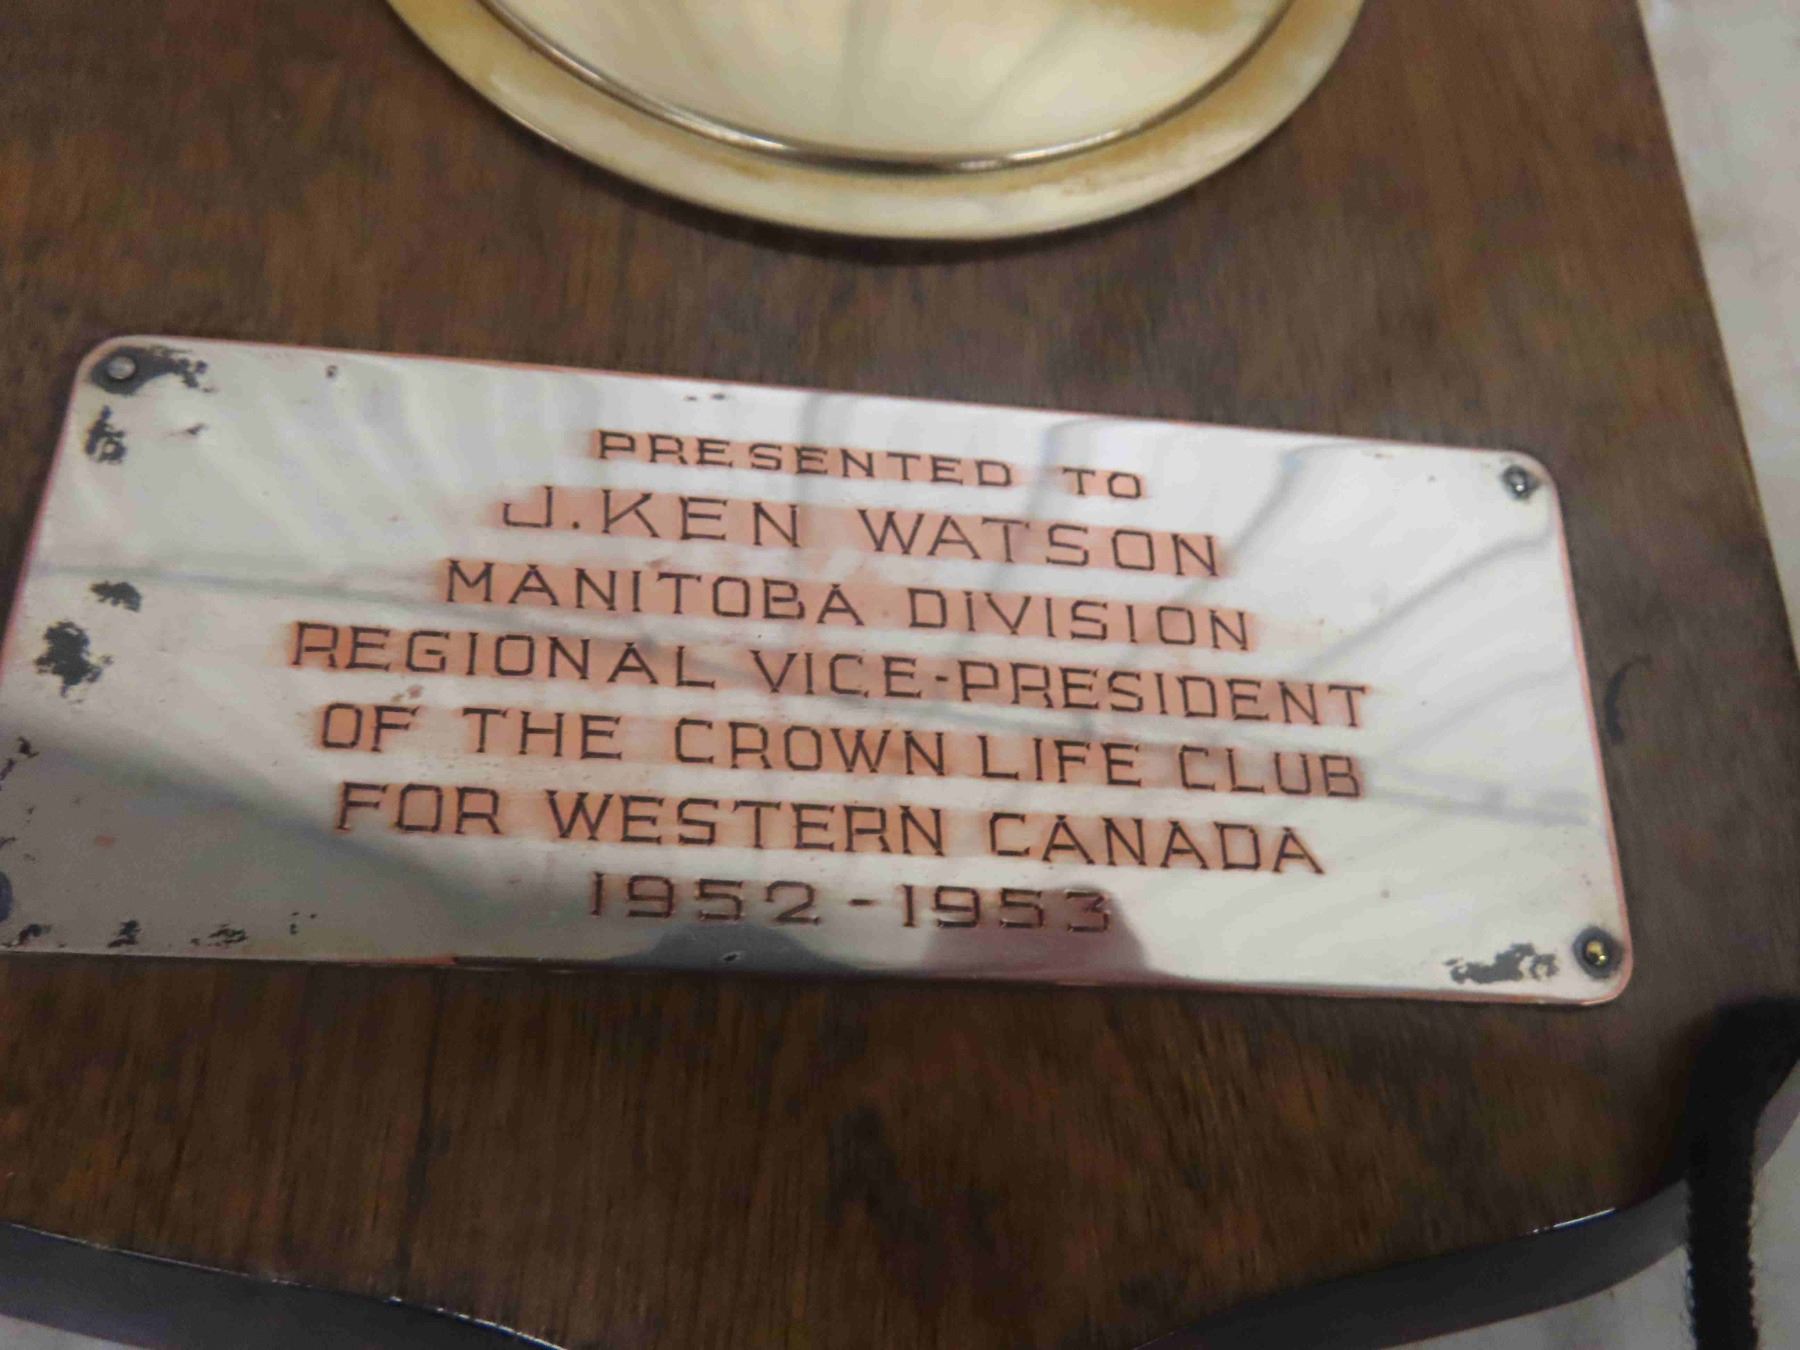 PRESENTED TO
J. KEN WATSON
MANITOBA DIVISION
REGIONAL VICE-PRESIDENT
OF THE CROWN LIFE CLUB
FOR WESTERN CANADA
1952-1953